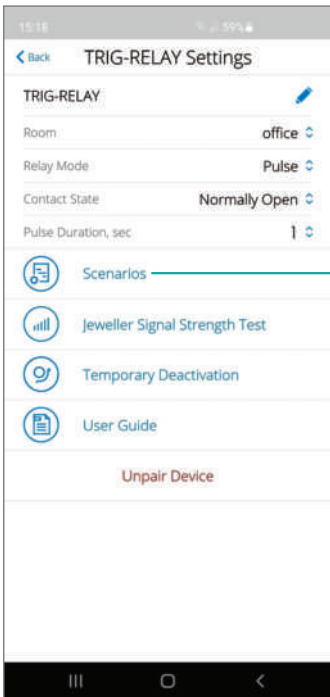 15:18 59%
Back TRIG-RELAY Settings
TRIG-RELAY
Room office
Relay Mode Pulse
Contact State Normally Open
Pulse Duration, sec 1
Scenarios
Jeweller Signal Strength Test
Temporary Deactivation
User Guide
Unpair Device